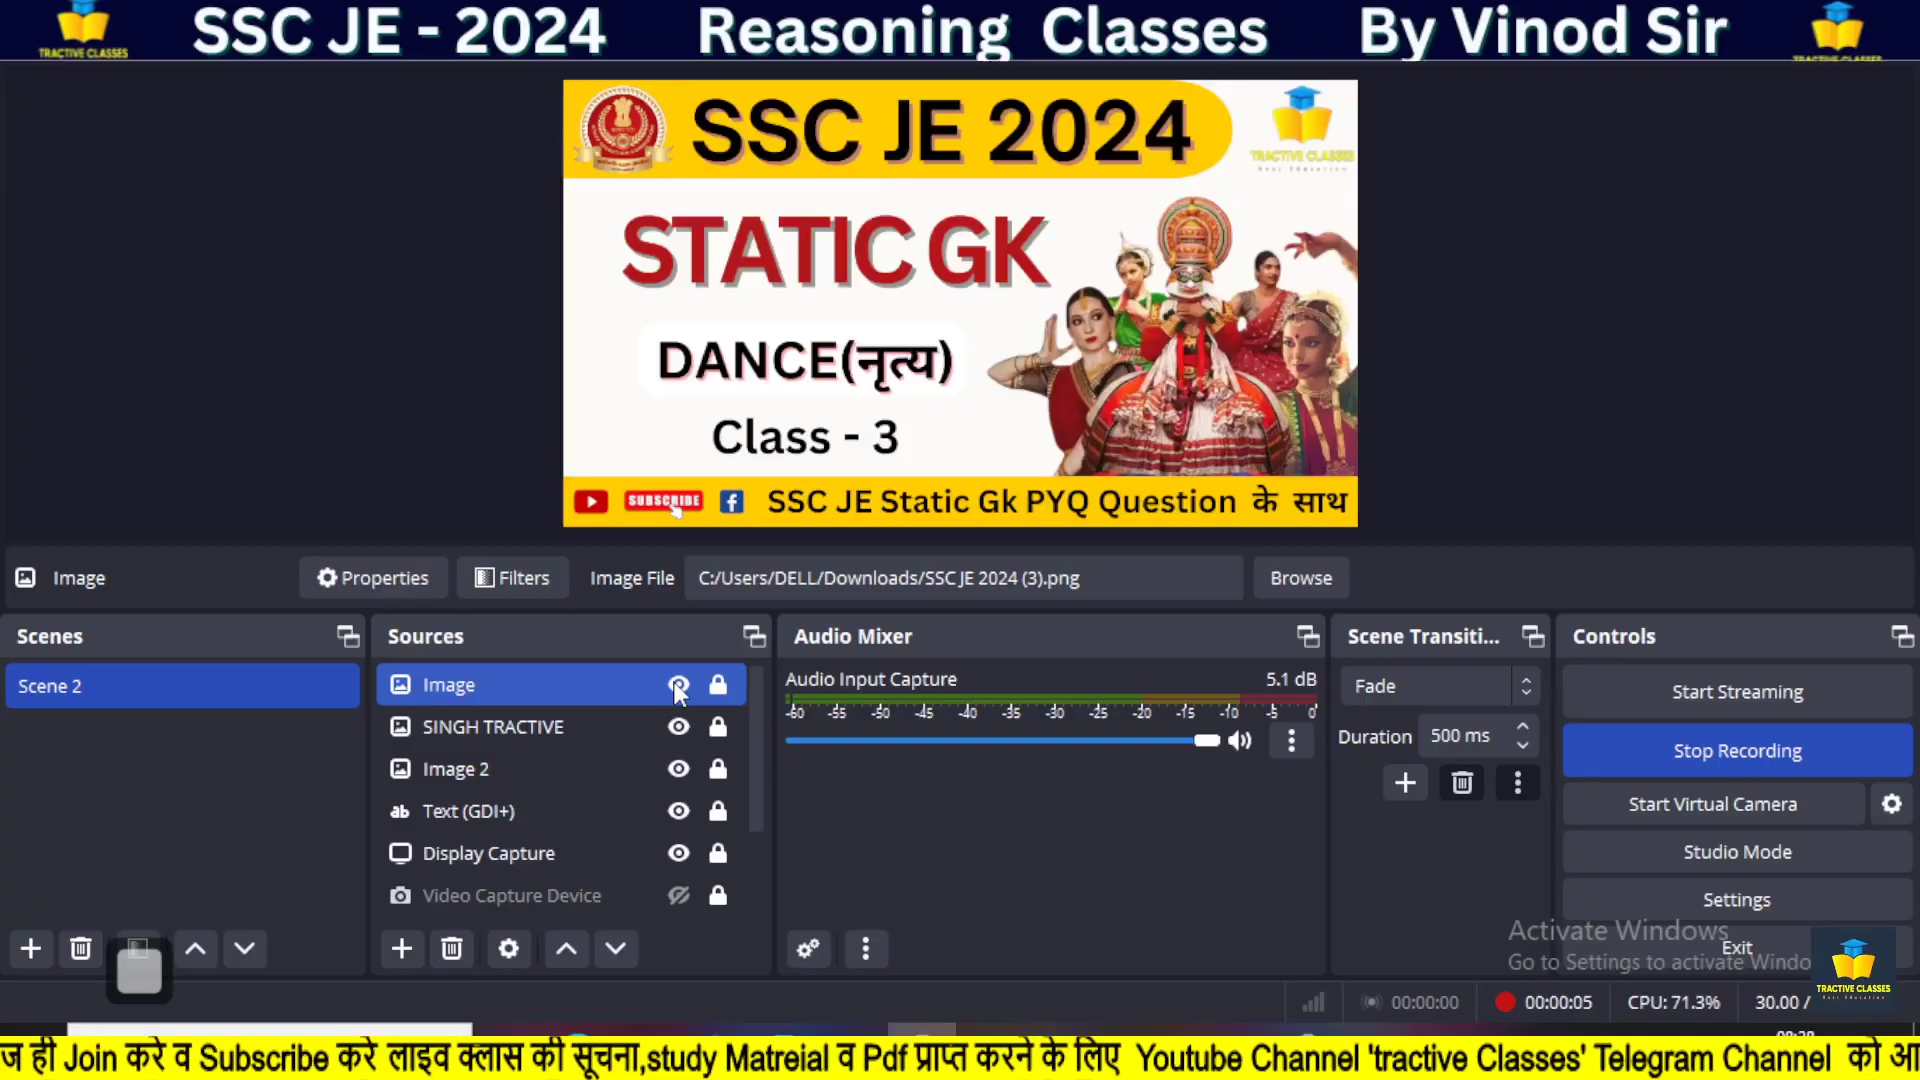 SSC JE - 2024 Reasoning Classes By Vinod Sir
TRACTIVE CLASSES
TRACTIVE CLASSES
SSC JE 2024
TRACTIVE CLASSES
Best Education
STATIC GK
DANCE(नृत्य)
Class - 3
SUBSCRIBE
SSC JE Static Gk PYQ Question के साथ
Image
Properties
Filters
Image File
C:/Users/DELL/Downloads/SSC JE 2024 (3).png
Browse
Scenes
Scene 2
Sources
Image
SINGH TRACTIVE
Image 2
Text (GDI+)
Display Capture
Video Capture Device
Audio Mixer
Audio Input Capture 5.1 dB
-60 -55 -50 -45 -40 -35 -30 -25 -20 -15 -10 -5 0
Scene Transiti...
Fade
Duration 500 ms
Controls
Start Streaming
Stop Recording
Start Virtual Camera
Studio Mode
Settings
Exit
Activate Windows
Go to Settings to activate Windo
TRACTIVE CLASSES
Best Education
00:00:00 00:00:05 CPU: 71.3% 30.00 /
ज ही Join करे व Subscribe करे लाइव क्लास की सूचना,study Matreial व Pdf प्राप्त करने के लिए Youtube Channel 'tractive Classes' Telegram Channel को आ